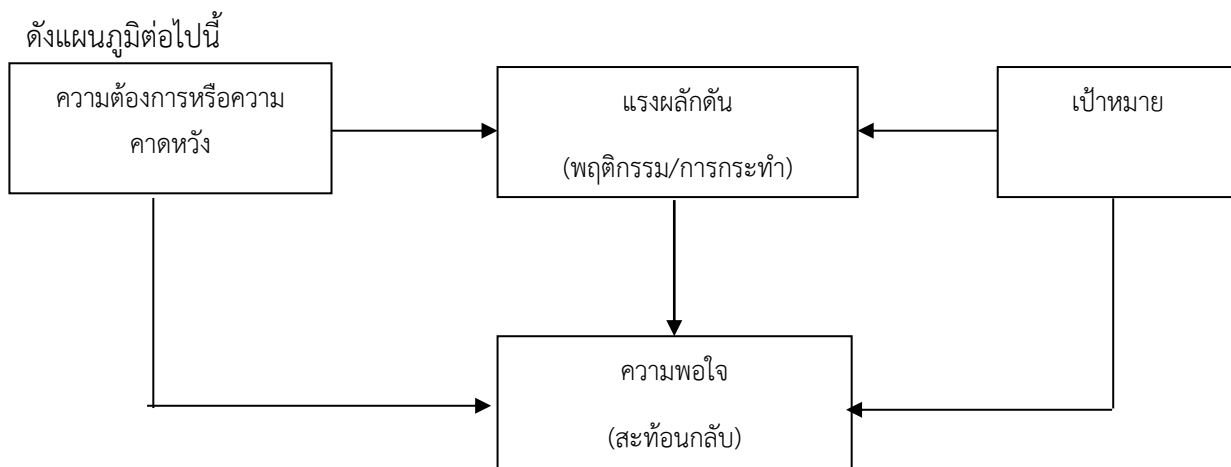 ดังแผนภูมิต่อไปนี้
ความต้องการหรือความ
คาดหวัง
แรงผลักดัน
(พฤติกรรม/การกระทำ)
เป้าหมาย
ความพอใจ
(สะท้อนกลับ)